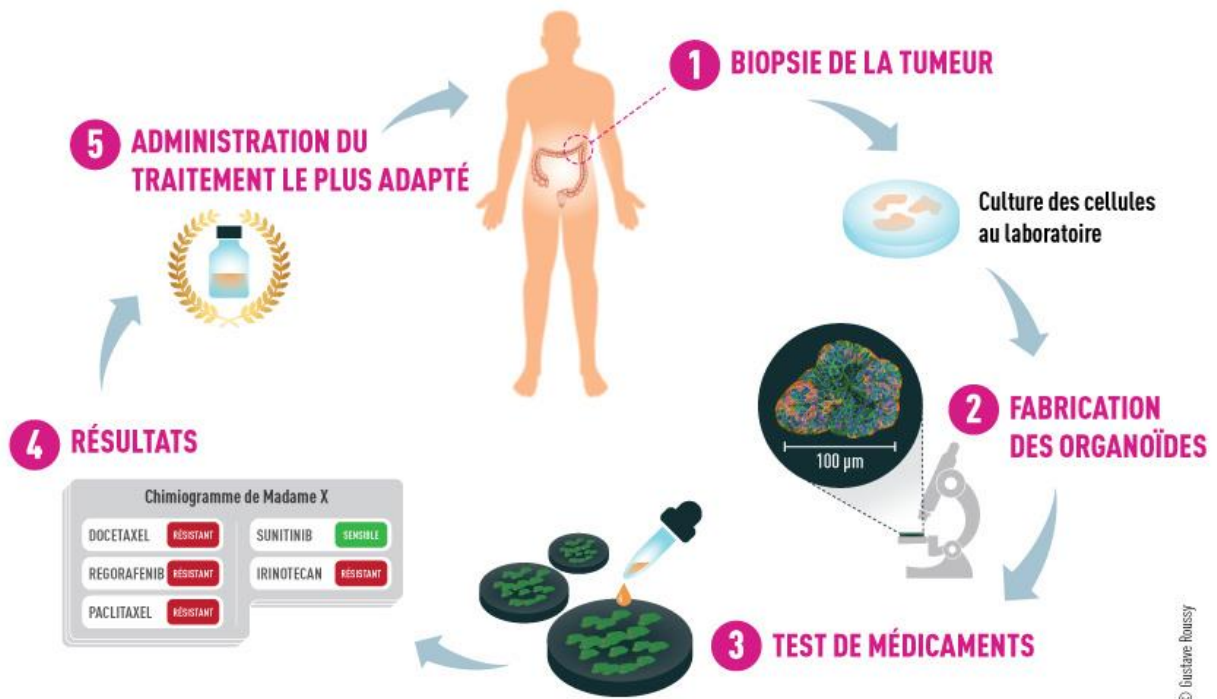 1 BIOPSIE DE LA TUMEUR
Culture des cellules
au laboratoire
2 FABRICATION
DES ORGANOÏDES
100 µm
3 TEST DE MÉDICAMENTS
4 RÉSULTATS
Chimiogramme de Madame X
DOCETAXEL RÉSISTANT
REGORAFENIB RÉSISTANT
PACLITAXEL RÉSISTANT
SUNITINIB SENSIBLE
IRINOTECAN RÉSISTANT
5 ADMINISTRATION DU
TRAITEMENT LE PLUS ADAPTÉ
© Gustave Roussy